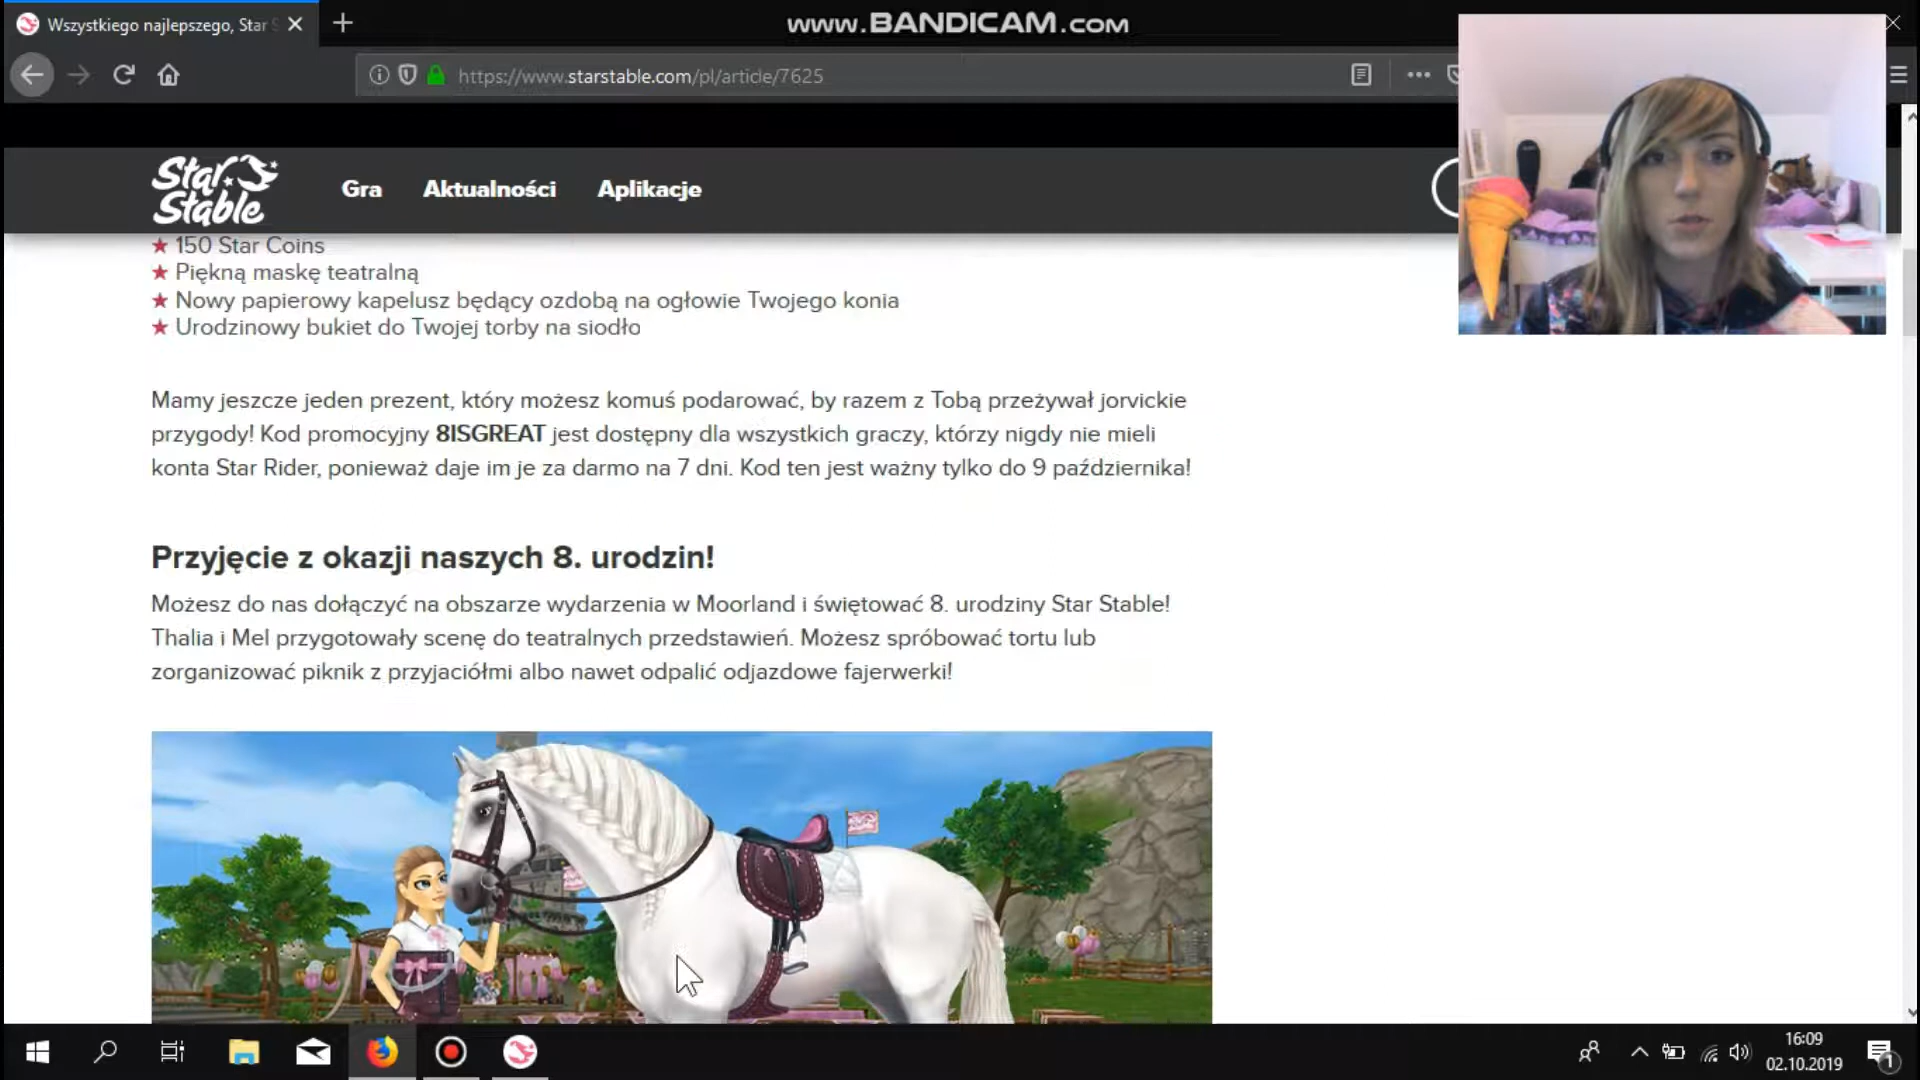 Wszystkiego najlepszego, Star S
www.BANDICAM.com
https://www.starstable.com/pl/article/7625
Star Stable
Gra
Aktualności
Aplikacje
★ 150 Star Coins
★ Piękną maskę teatralną
★ Nowy papierowy kapelusz będący ozdobą na ogłowie Twojego konia
★ Urodzinowy bukiet do Twojej torby na siodło
Mamy jeszcze jeden prezent, który możesz komuś podarować, by razem z Tobą przeżywał jorvickie
przygody! Kod promocyjny 8ISGREAT jest dostępny dla wszystkich graczy, którzy nigdy nie mieli
konta Star Rider, ponieważ daje im je za darmo na 7 dni. Kod ten jest ważny tylko do 9 października!
Przyjęcie z okazji naszych 8. urodzin!
Możesz do nas dołączyć na obszarze wydarzenia w Moorland i świętować 8. urodziny Star Stable!
Thalia i Mel przygotowały scenę do teatralnych przedstawień. Możesz spróbować tortu lub
zorganizować piknik z przyjaciółmi albo nawet odpalić odjazdowe fajerwerki!
16:09
02.10.2019
1